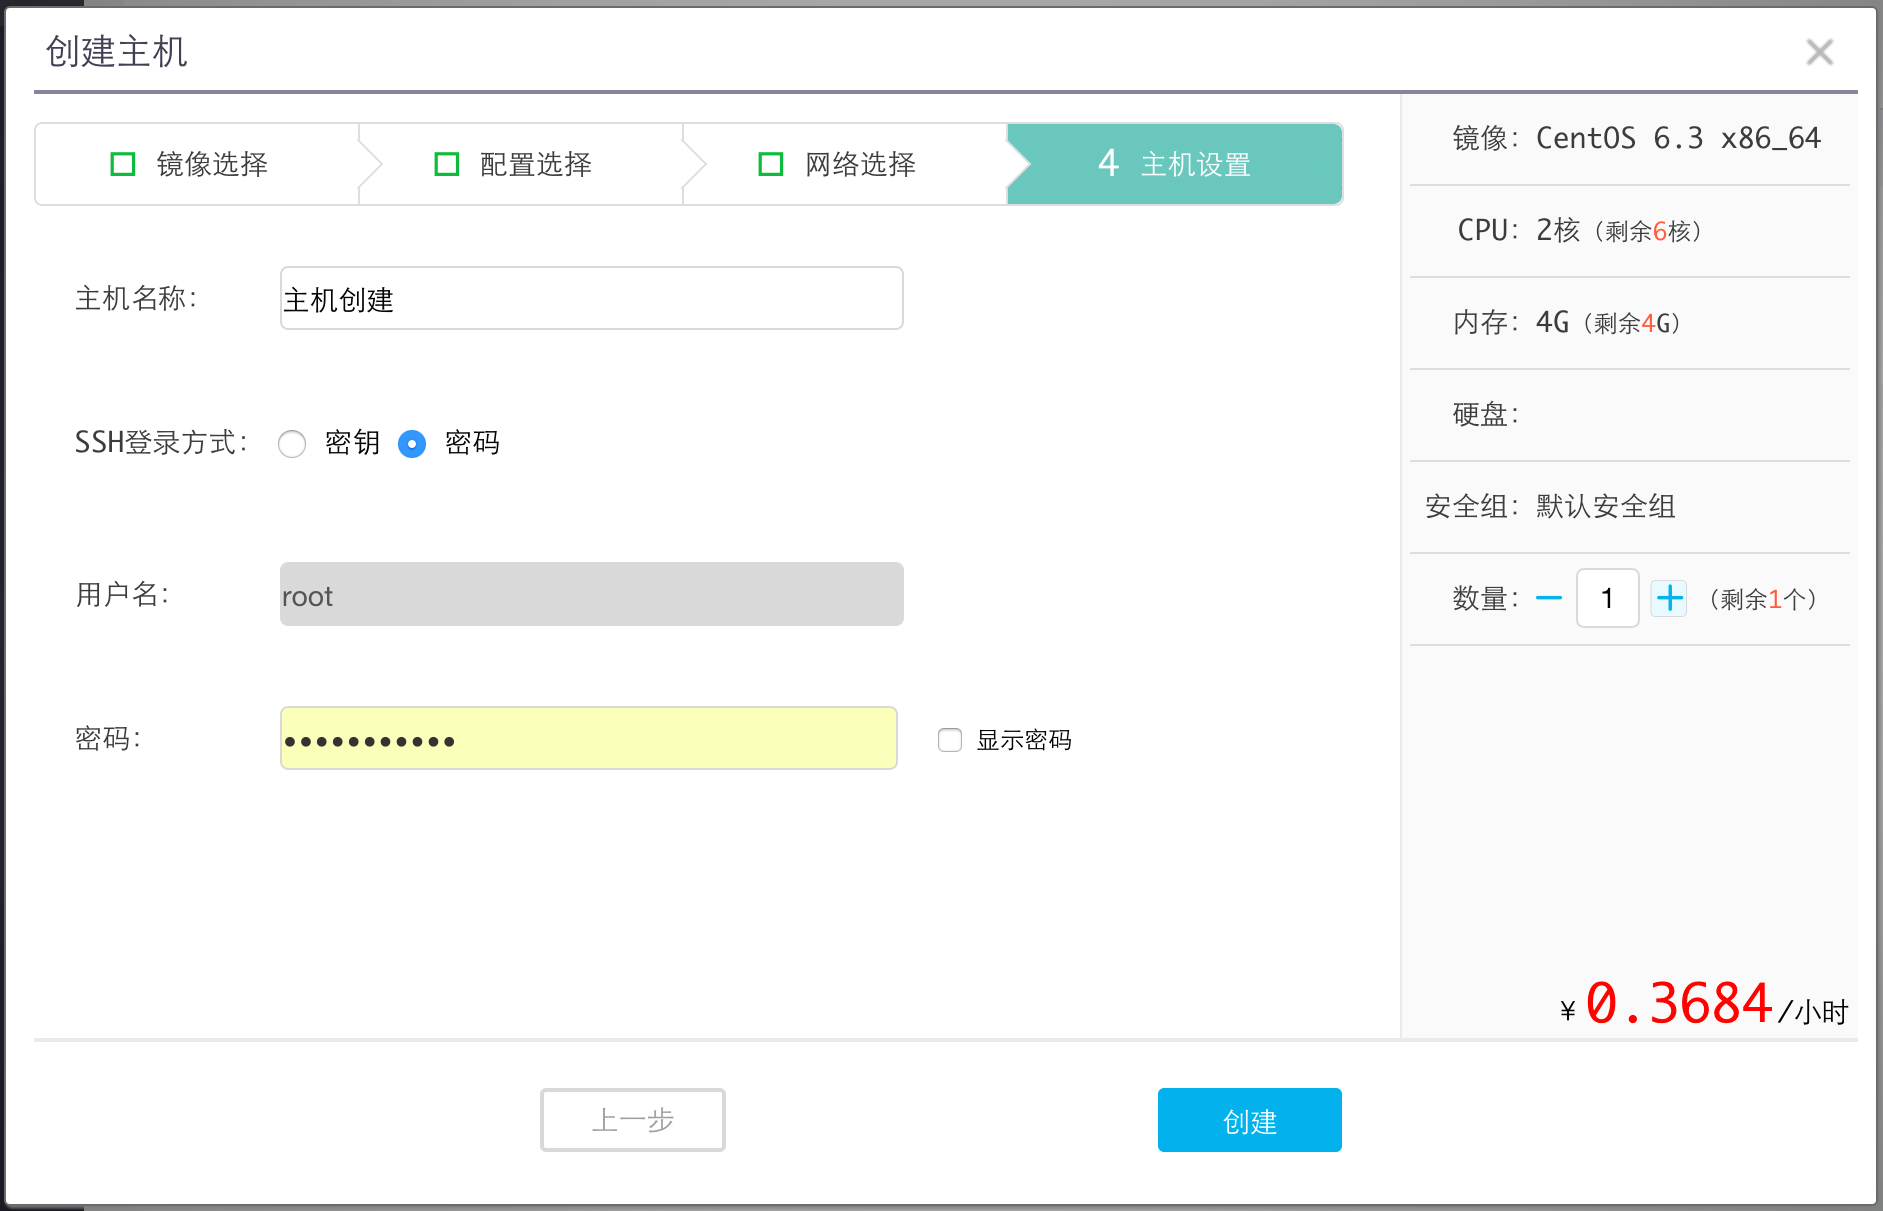 创建主机
镜像选择
配置选择
网络选择
4 主机设置
主机名称：
主机创建
SSH登录方式：
密钥
密码
用户名：
root
密码：
•••••••••••
显示密码
镜像： CentOS 6.3 x86_64
CPU： 2核（剩余6核）
内存： 4G（剩余4G）
硬盘：
安全组： 默认安全组
数量： － 1 + （剩余1个）
¥ 0.3684/小时
上一步
创建